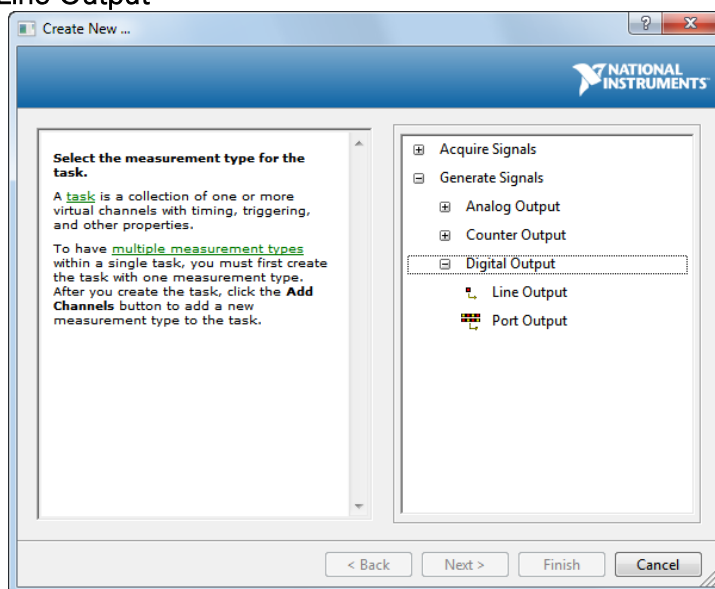 Line Output
Create New ...
NATIONAL
INSTRUMENTS
Select the measurement type for the
task.
A task is a collection of one or more
virtual channels with timing, triggering,
and other properties.
To have multiple measurement types
within a single task, you must first create
the task with one measurement type.
After you create the task, click the Add
Channels button to add a new
measurement type to the task.
Acquire Signals
Generate Signals
Analog Output
Counter Output
Digital Output
Line Output
Port Output
< Back
Next >
Finish
Cancel